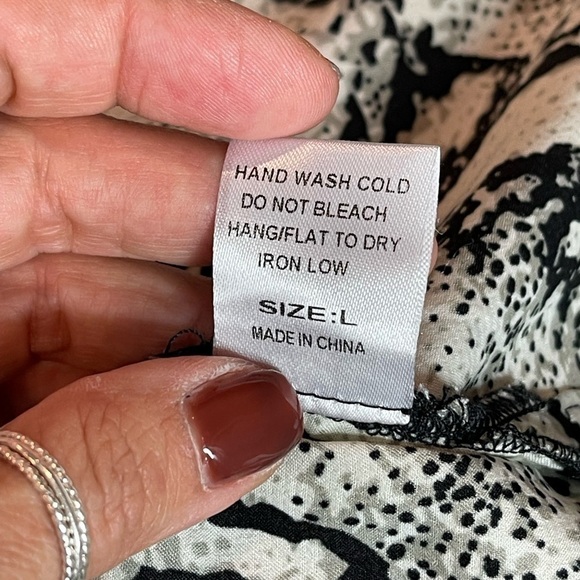 HAND WASH COLD
DO NOT BLEACH
HANG/FLAT TO DRY
IRON LOW
SIZE:L
MADE IN CHINA